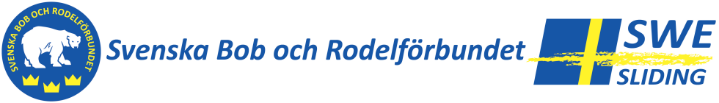 SVENSKA BOB OCH RODELFÖRBUNDET
Svenska Bob och Rodelförbundet
SWE
SLIDING